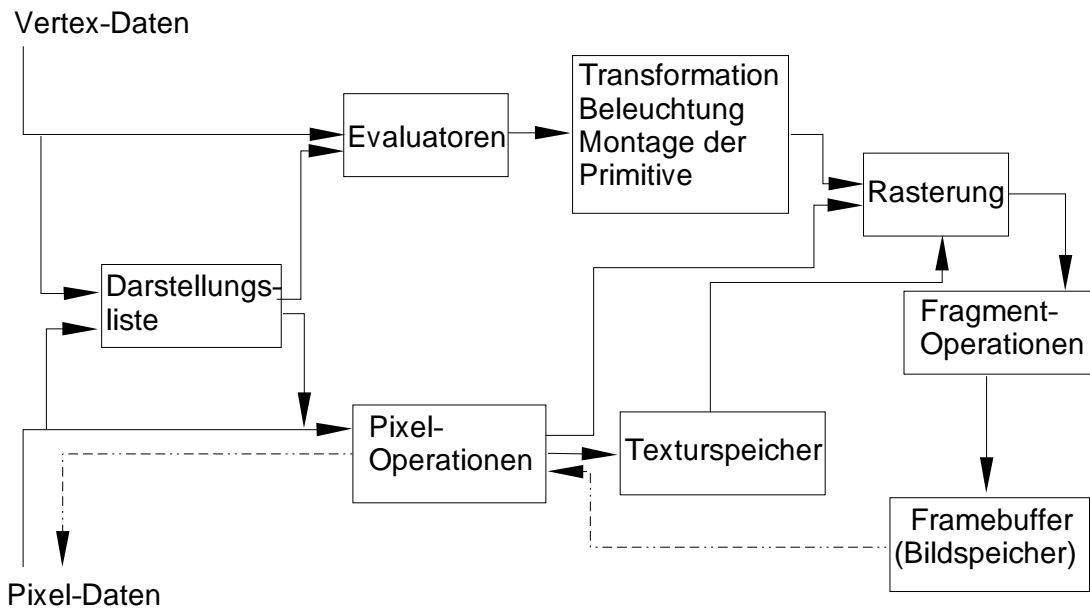 Vertex-Daten
Transformation
Beleuchtung
Montage der
Primitive
Evaluatoren
Rasterung
Darstellungs-
liste
Fragment-
Operationen
Pixel-
Operationen
Texturspeicher
Framebuffer
(Bildspeicher)
Pixel-Daten